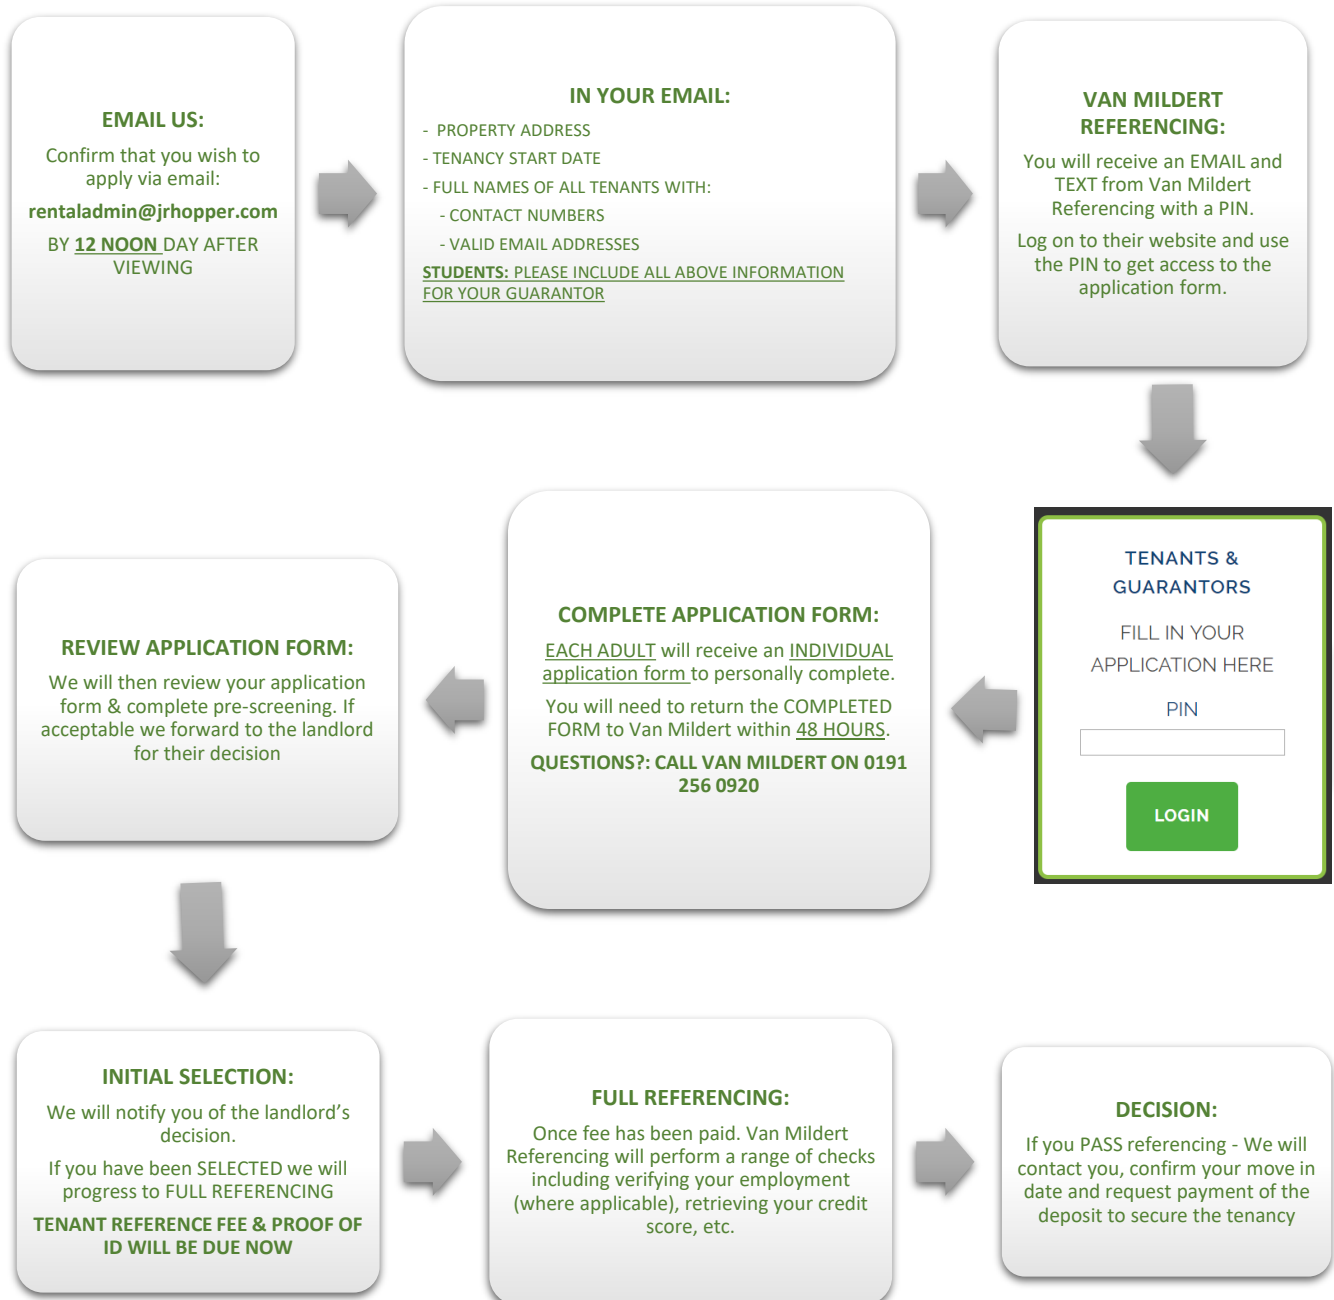 EMAIL US:
Confirm that you wish to
apply via email:
rentaladmin@jrhopper.com
BY 12 NOON DAY AFTER
VIEWING
IN YOUR EMAIL:
- PROPERTY ADDRESS
- TENANCY START DATE
- FULL NAMES OF ALL TENANTS WITH:
- CONTACT NUMBERS
- VALID EMAIL ADDRESSES
STUDENTS: PLEASE INCLUDE ALL ABOVE INFORMATION
FOR YOUR GUARANTOR
VAN MILDERT
REFERENCING:
You will receive an EMAIL and
TEXT from Van Mildert
Referencing with a PIN.
Log on to their website and use
the PIN to get access to the
application form.
TENANTS &
GUARANTORS
FILL IN YOUR
APPLICATION HERE
PIN
LOGIN
COMPLETE APPLICATION FORM:
EACH ADULT will receive an INDIVIDUAL
application form to personally complete.
You will need to return the COMPLETED
FORM to Van Mildert within 48 HOURS.
QUESTIONS?: CALL VAN MILDERT ON 0191
256 0920
REVIEW APPLICATION FORM:
We will then review your application
form & complete pre-screening. If
acceptable we forward to the landlord
for their decision
INITIAL SELECTION:
We will notify you of the landlord's
decision.
If you have been SELECTED we will
progress to FULL REFERENCING
TENANT REFERENCE FEE & PROOF OF
ID WILL BE DUE NOW
FULL REFERENCING:
Once fee has been paid. Van Mildert
Referencing will perform a range of checks
including verifying your employment
(where applicable), retrieving your credit
score, etc.
DECISION:
If you PASS referencing - We will
contact you, confirm your move in
date and request payment of the
deposit to secure the tenancy